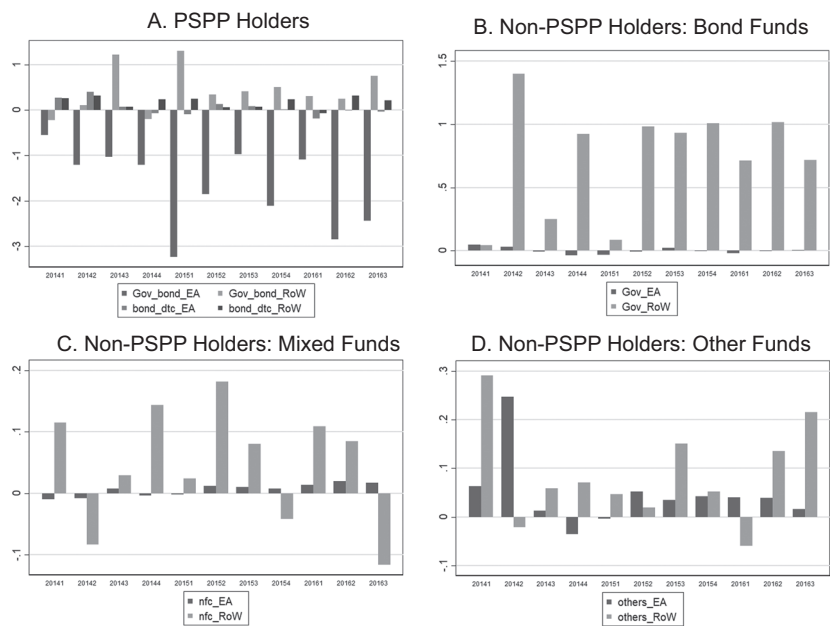 A. PSPP Holders
1
0
-1
-2
-3
20141 20142 20143 20144 20151 20152 20153 20154 20161 20162 20163
Gov_bond_EA Gov_bond_RoW
bond_dtc_EA bond_dtc_RoW
B. Non-PSPP Holders: Bond Funds
1.5
1
.5
0
20141 20142 20143 20144 20151 20152 20153 20154 20161 20162 20163
Gov_EA
Gov_RoW
C. Non-PSPP Holders: Mixed Funds
.2
.1
0
-.1
20141 20142 20143 20144 20151 20152 20153 20154 20161 20162 20163
nfc_EA
nfc_RoW
D. Non-PSPP Holders: Other Funds
.3
.2
.1
0
-.1
20141 20142 20143 20144 20151 20152 20153 20154 20161 20162 20163
others_EA
others_RoW